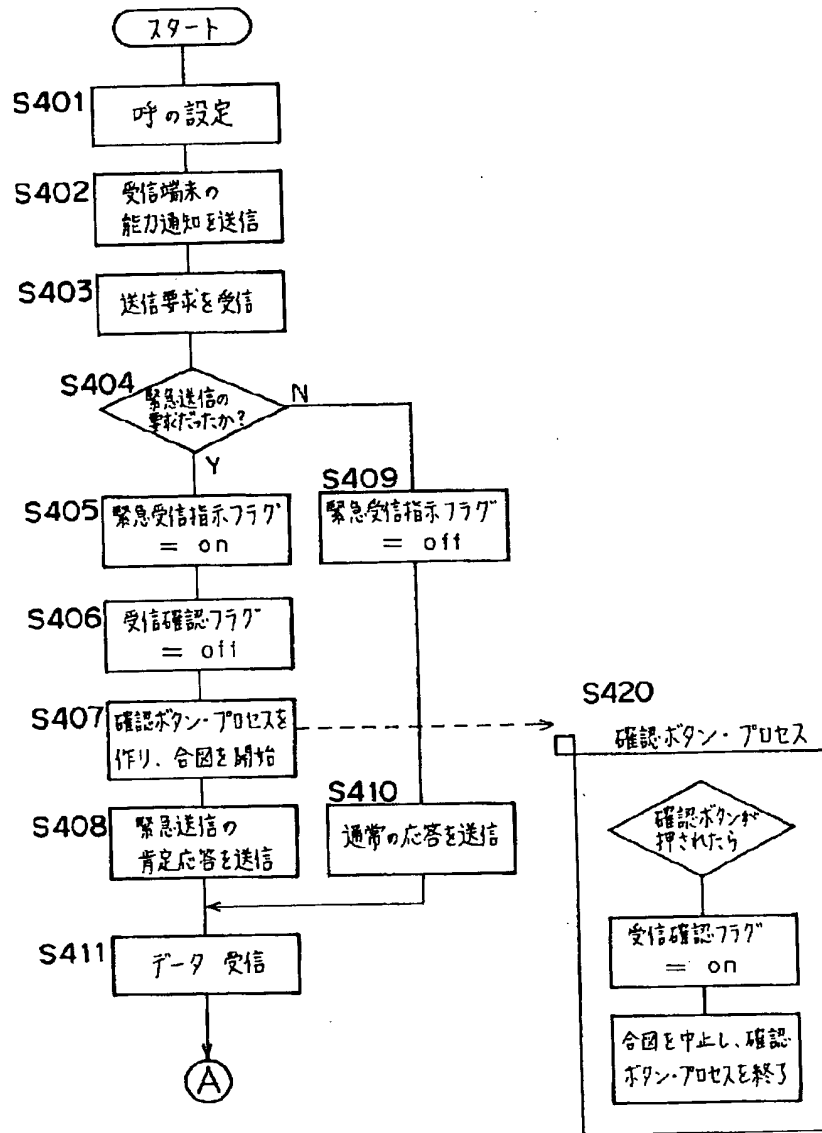 スタート
S401
呼の設定
S402
受信端末の
能力通知を送信
S403
送信要求を受信
S404
緊急送信の
要求だったか?
N
Y
S405
緊急受信指示フラグ
= on
S409
緊急受信指示フラグ
= off
S406
受信確認フラグ
= off
S407
確認ボタン・プロセスを
作り、合図を開始
S408
緊急送信の
肯定応答を送信
S410
通常の応答を送信
S411
データ 受信
A
S420
確認ボタン・プロセス
確認ボタンが
押されたら
受信確認フラグ
= on
合図を中止し、確認
ボタン・プロセスを終了